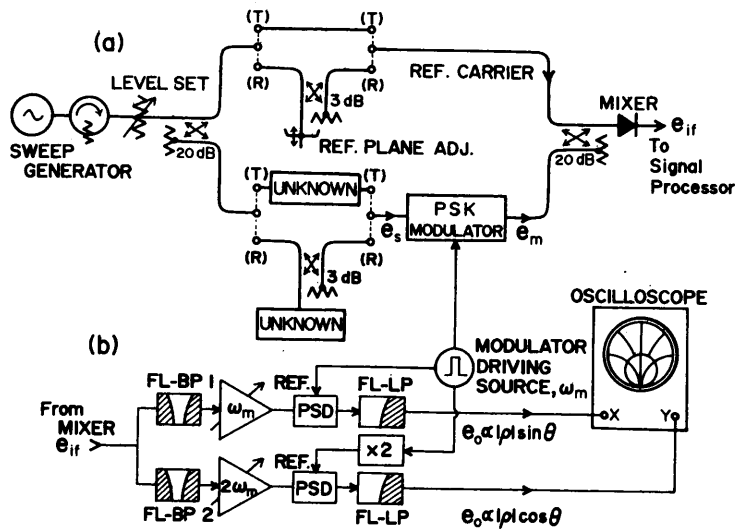 (a)
(T)
(T)
(R)
(R)
LEVEL SET
3 dB
REF. CARRIER
MIXER
e_if
To
Signal
Processor
SWEEP
GENERATOR
20 dB
REF. PLANE ADJ.
20 dB
(T)
UNKNOWN
(T)
e_s
PSK
MODULATOR
e_m
(R)
(R)
3 dB
UNKNOWN
OSCILLOSCOPE
(b)
MODULATOR
DRIVING
SOURCE, ω_m
FL-BP 1
REF.
FL-LP
From
MIXER
e_if
ω_m
PSD
X
Y
e_o ∝ |ρ| sin θ
×2
REF.
2ω_m
PSD
FL-BP 2
FL-LP
e_o ∝ |ρ| cos θ